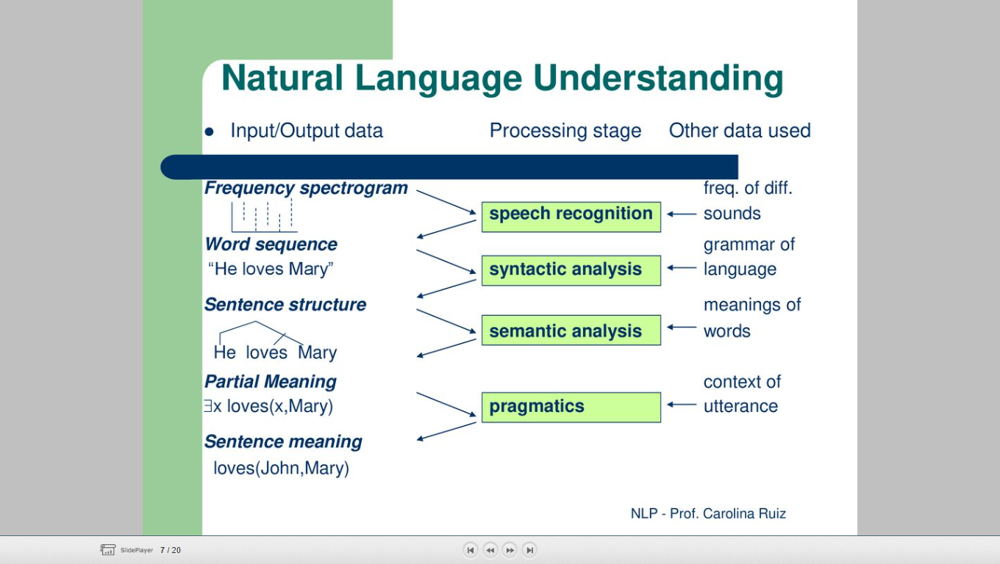 Natural Language Understanding
● Input/Output data Processing stage Other data used
Frequency spectrogram freq. of diff.
speech recognition sounds
Word sequence grammar of
“He loves Mary” syntactic analysis language
Sentence structure meanings of
semantic analysis words
He loves Mary
Partial Meaning context of
∃x loves(x,Mary) pragmatics utterance
Sentence meaning
loves(John,Mary)
NLP - Prof. Carolina Ruiz
SlidePlayer 7 / 20